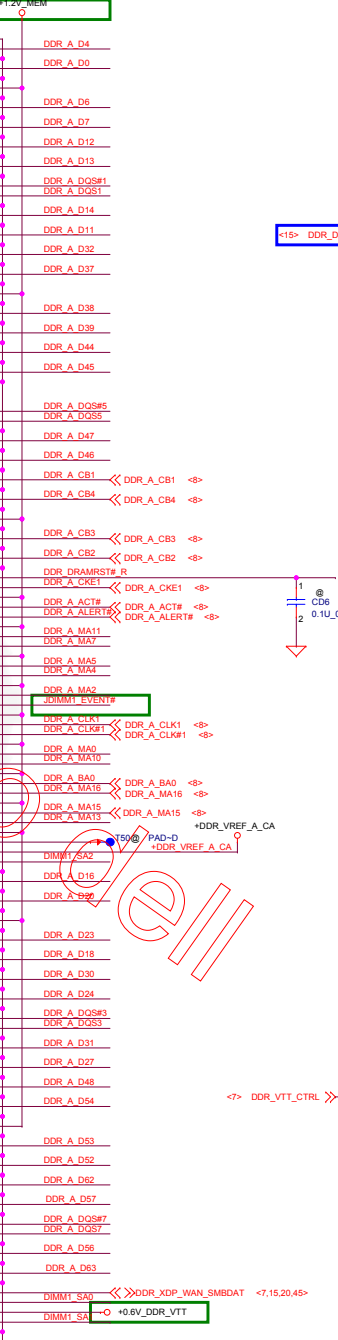 +1.2V_MEM
DDR_A_D4
DDR_A_D0
DDR_A_D6
DDR_A_D7
DDR_A_D12
DDR_A_D13
DDR_A_DQS#1
DDR_A_DQS1
DDR_A_D14
DDR_A_D11
<15> DDR_D
DDR_A_D32
DDR_A_D37
DDR_A_D38
DDR_A_D39
DDR_A_D44
DDR_A_D45
DDR_A_DQS#5
DDR_A_DQS5
DDR_A_D47
DDR_A_D46
DDR_A_CB1 DDR_A_CB1 <8>
DDR_A_CB4 DDR_A_CB4 <8>
DDR_A_CB3 DDR_A_CB3 <8>
DDR_A_CB2 DDR_A_CB2 <8>
DDR_DRAMRST#_R
DDR_A_CKE1 DDR_A_CKE1 <8>
1
@
CD6
0.1U_0
2
DDR_A_ACT# DDR_A_ACT# <8>
DDR_A_ALERT# DDR_A_ALERT# <8>
DDR_A_MA11
DDR_A_MA7
DDR_A_MA5
DDR_A_MA4
DDR_A_MA2
JDIMM1_EVENT#
DDR_A_CLK1 DDR_A_CLK1 <8>
DDR_A_CLK#1 DDR_A_CLK#1 <8>
DDR_A_MA0
DDR_A_MA10
DDR_A_BA0 DDR_A_BA0 <8>
DDR_A_MA16 DDR_A_MA16 <8>
DDR_A_MA15 DDR_A_MA15 <8>
DDR_A_MA13
+DDR_VREF_A_CA
T50@ PAD~D
+DDR_VREF_A_CA
DIMM1_SA2
DDR_A_D16
DDR_A_D20
Dell
DDR_A_D23
DDR_A_D18
DDR_A_D30
DDR_A_D24
DDR_A_DQS#3
DDR_A_DQS3
DDR_A_D31
DDR_A_D27
DDR_A_D48
DDR_A_D54
<7> DDR_VTT_CTRL
DDR_A_D53
DDR_A_D52
DDR_A_D62
DDR_A_D57
DDR_A_DQS#7
DDR_A_DQS7
DDR_A_D56
DDR_A_D63
DIMM1_SA0 DDR_XDP_WAN_SMBDAT <7,15,20,45>
+0.6V_DDR_VTT
DIMM1_SA